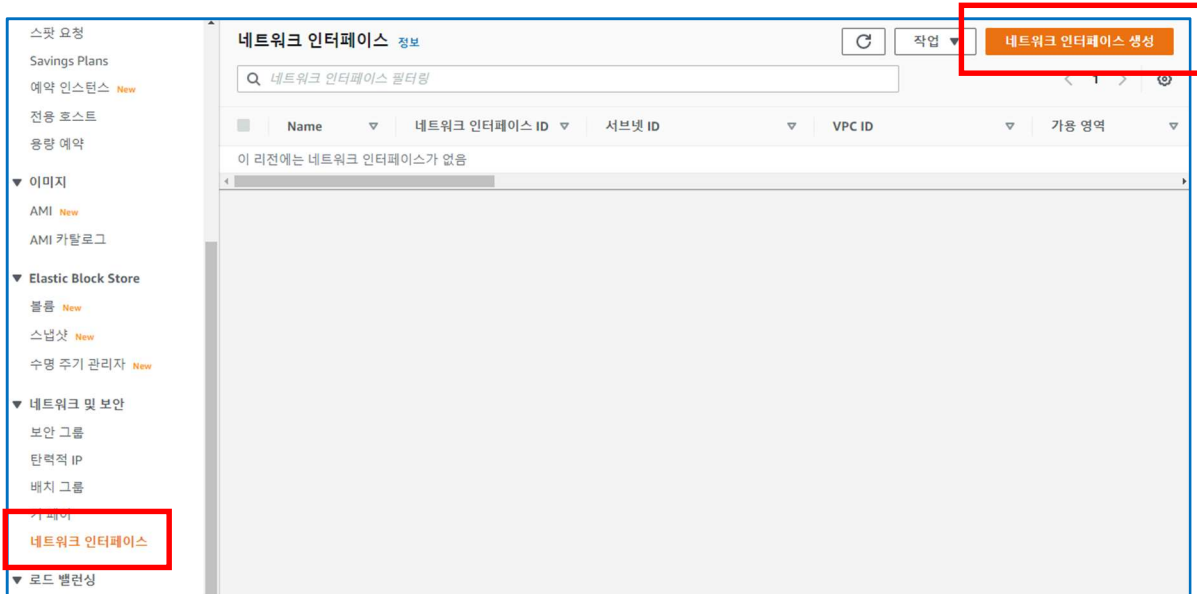 스팟 요청
Savings Plans
예약 인스턴스 New
전용 호스트
용량 예약
이미지
AMI New
AMI 카탈로그
Elastic Block Store
볼륨 New
스냅샷 New
수명 주기 관리자 New
네트워크 및 보안
보안 그룹
탄력적 IP
배치 그룹
키 페어
네트워크 인터페이스
로드 밸런싱
네트워크 인터페이스 정보
작업
네트워크 인터페이스 생성
네트워크 인터페이스 필터링
1
Name 네트워크 인터페이스 ID 서브넷 ID VPC ID 가용 영역
이 리전에는 네트워크 인터페이스가 없음